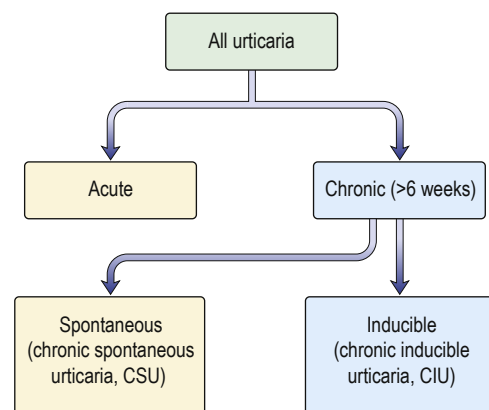 All urticaria
Acute
Chronic (>6 weeks)
Spontaneous
(chronic spontaneous
urticaria, CSU)
Inducible
(chronic inducible
urticaria, CIU)